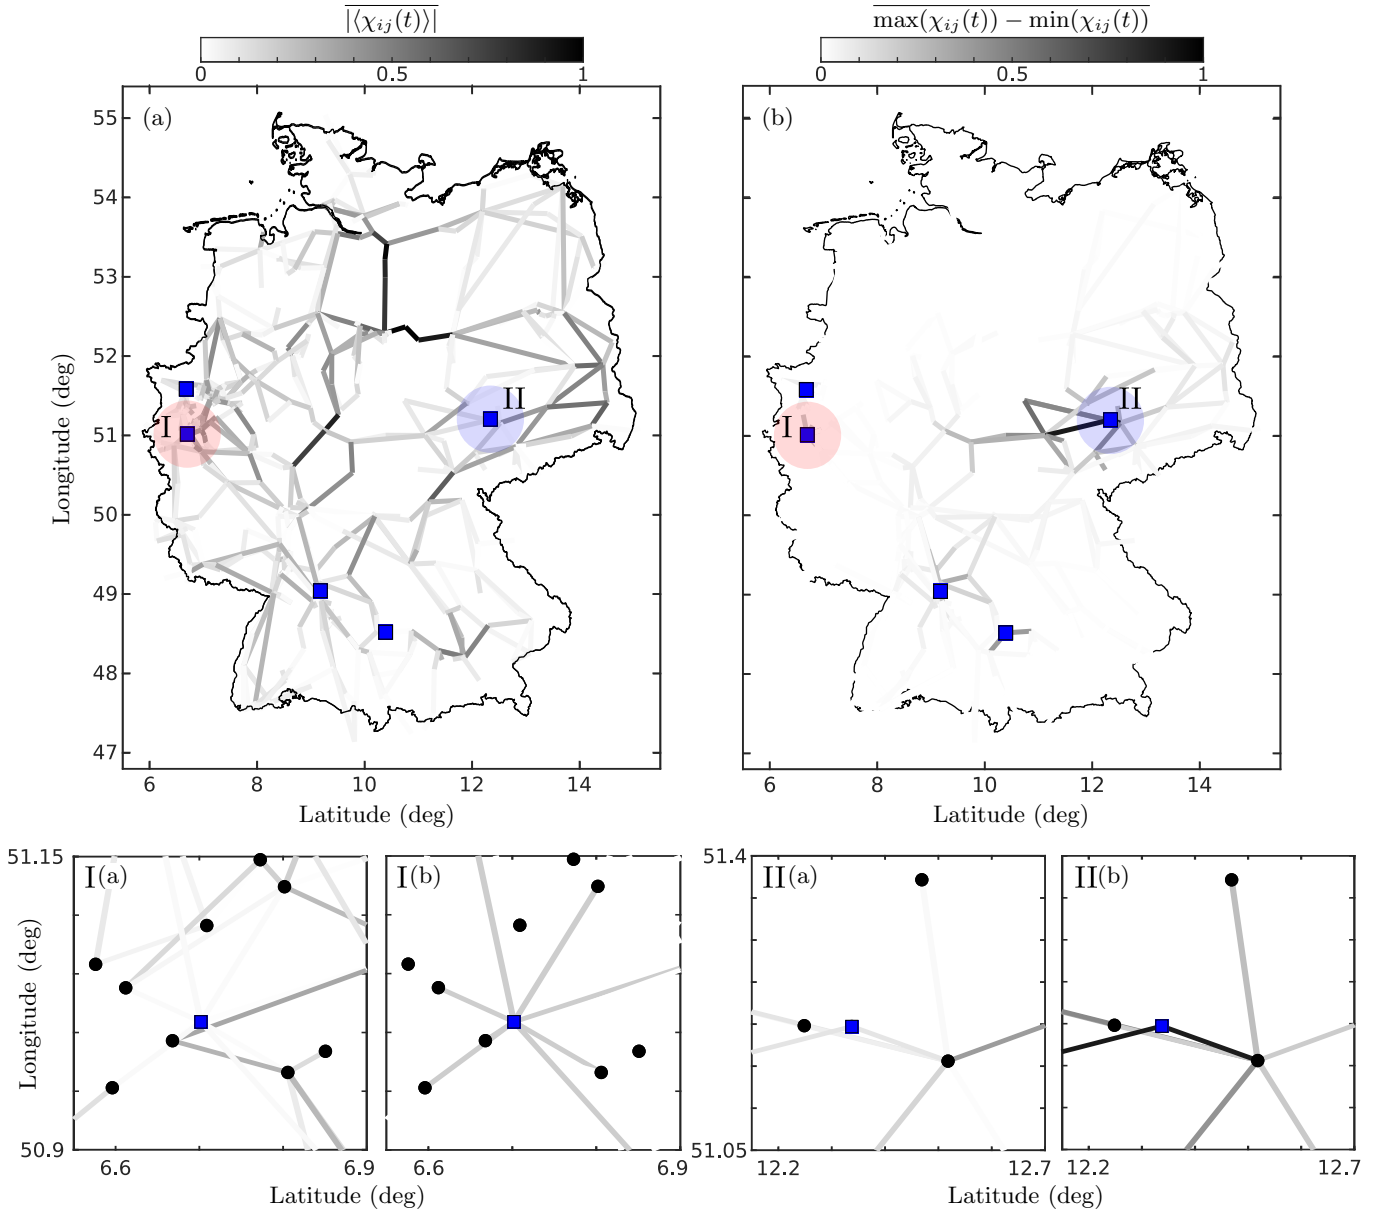 |⟨χij(t)⟩|
max(χij(t)) − min(χij(t))
0 0.5 1
0 0.5 1
(a)
(b)
55
54
53
52
51
50
49
48
47
Longitude (deg)
I
II
I
II
6 8 10 12 14
6 8 10 12 14
Latitude (deg)
Latitude (deg)
51.15
50.9
Longitude (deg)
I(a)
I(b)
6.6 6.9
6.6 6.9
Latitude (deg)
51.4
51.05
II(a)
II(b)
12.2 12.7
12.2 12.7
Latitude (deg)